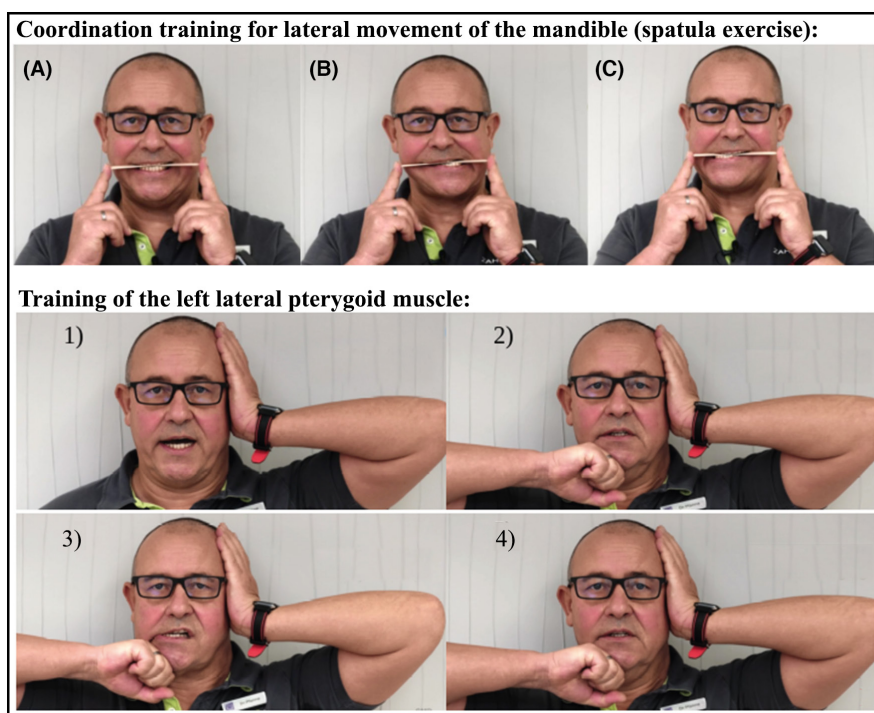 Coordination training for lateral movement of the mandible (spatula exercise):
(A)
(B)
(C)
Training of the left lateral pterygoid muscle:
1)
2)
3)
4)